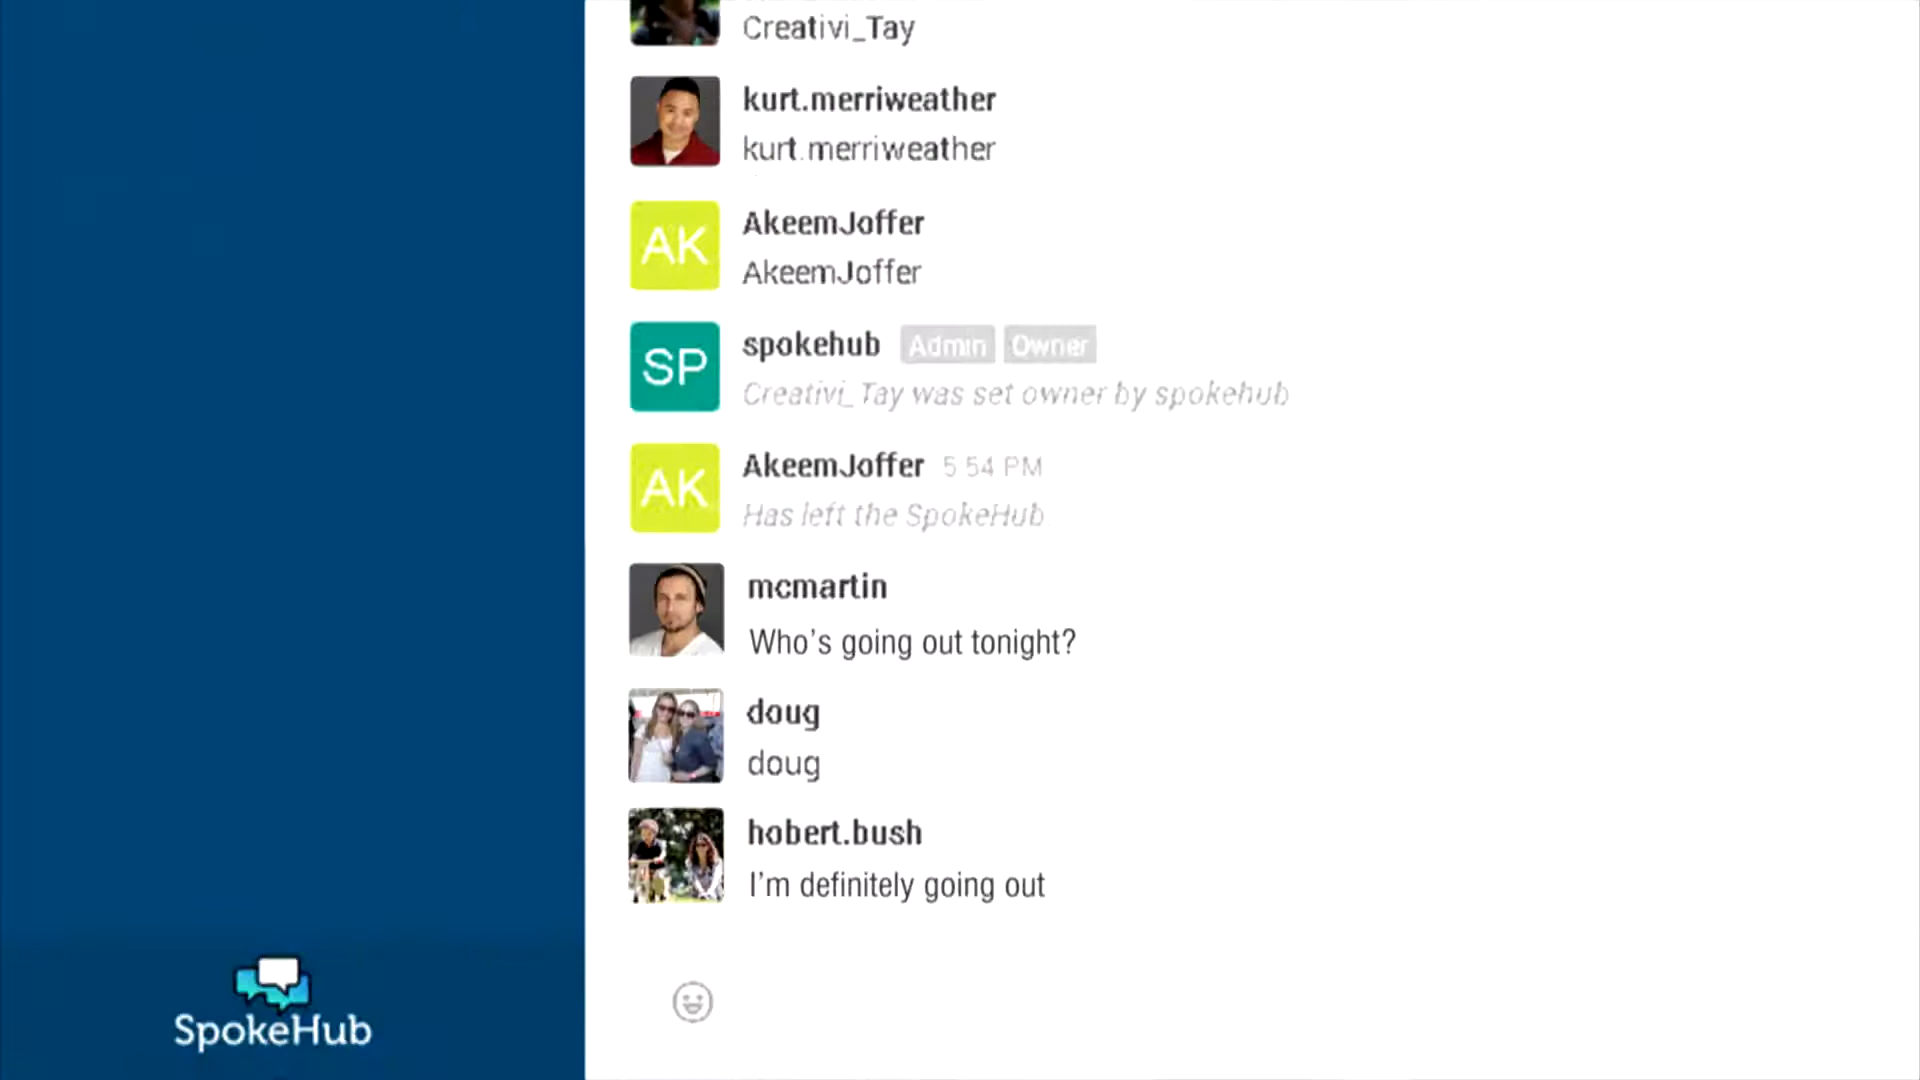 Creativi_Tay
kurt.merriweather
kurt.merriweather
AK
AkeemJoffer
AkeemJoffer
SP
spokehub Admin Owner
Creativi_Tay was set owner by spokehub
AK
AkeemJoffer 5 54 PM
Has left the SpokeHub
mcmartin
Who’s going out tonight?
doug
doug
hobert.bush
I’m definitely going out
SpokeHub